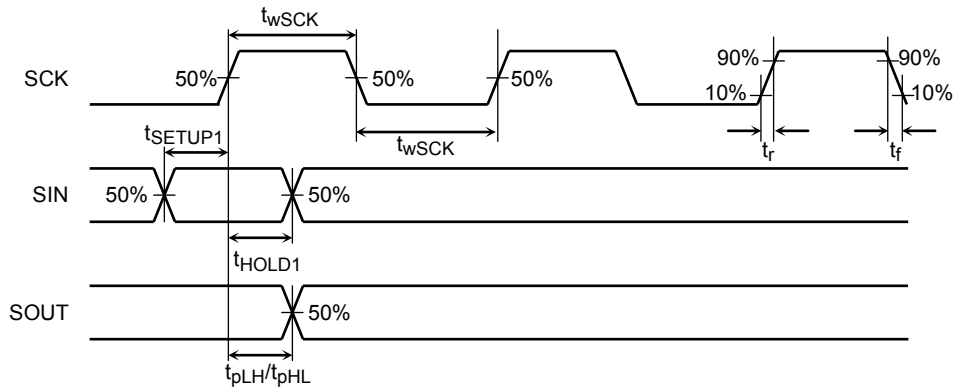 twSCK
SCK 50% 50% 50% 90% 90%
10% 10%
tSETUP1 twSCK tr tf
SIN 50% 50%
tHOLD1
SOUT 50%
tpLH/tpHL